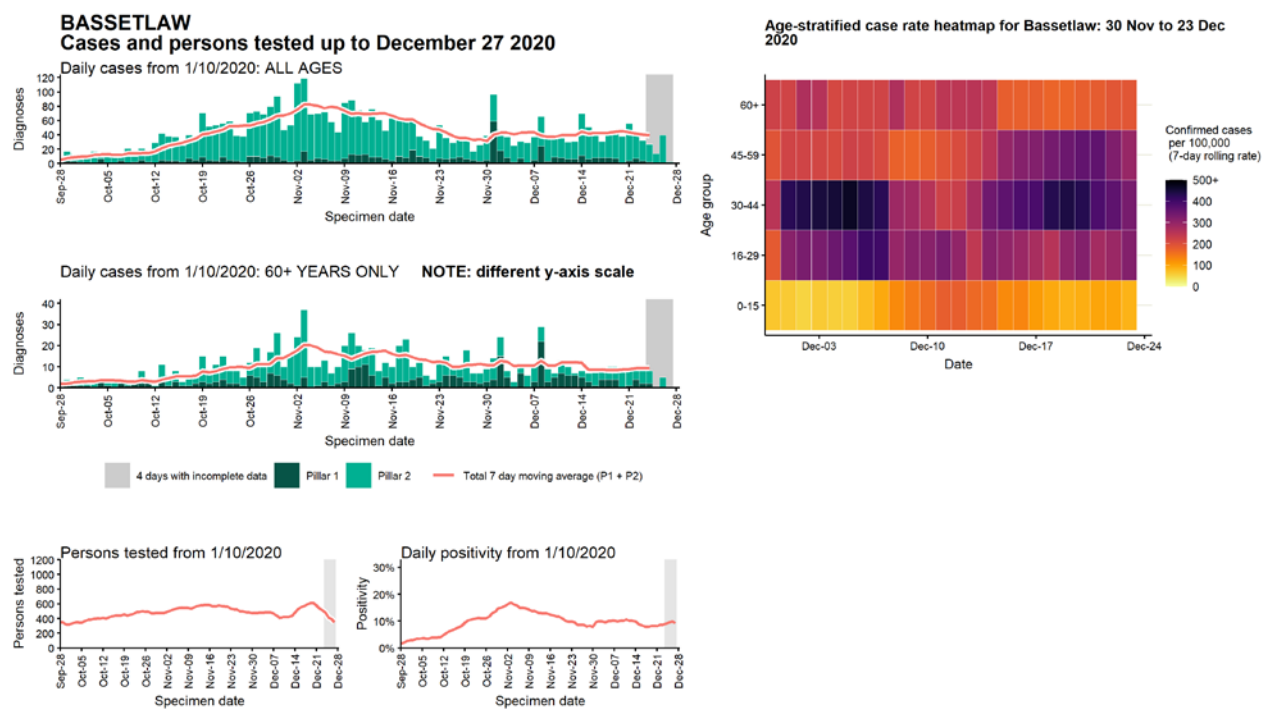 BASSETLAW
Cases and persons tested up to December 27 2020
Daily cases from 1/10/2020: ALL AGES
Diagnoses
120
100
80
60
40
20
0
Sep-28
Oct-05
Oct-12
Oct-19
Oct-26
Nov-02
Nov-09
Nov-16
Nov-23
Nov-30
Dec-07
Dec-14
Dec-21
Dec-28
Specimen date
Daily cases from 1/10/2020: 60+ YEARS ONLY NOTE: different y-axis scale
Diagnoses
40
30
20
10
0
Sep-28
Oct-05
Oct-12
Oct-19
Oct-26
Nov-02
Nov-09
Nov-16
Nov-23
Nov-30
Dec-07
Dec-14
Dec-21
Dec-28
Specimen date
4 days with incomplete data
Pillar 1
Pillar 2
Total 7 day moving average (P1 + P2)
Persons tested from 1/10/2020
Persons tested
1200
1000
800
600
400
200
0
Sep-28
Oct-05
Oct-12
Oct-19
Oct-26
Nov-02
Nov-09
Nov-16
Nov-23
Nov-30
Dec-07
Dec-14
Dec-21
Dec-28
Specimen date
Daily positivity from 1/10/2020
Positivity
30%
20%
10%
0%
Sep-28
Oct-05
Oct-12
Oct-19
Oct-26
Nov-02
Nov-09
Nov-16
Nov-23
Nov-30
Dec-07
Dec-14
Dec-21
Dec-28
Specimen date
Age-stratified case rate heatmap for Bassetlaw: 30 Nov to 23 Dec
2020
Age group
60+
45-59
30-44
16-29
0-15
Dec-03
Dec-10
Dec-17
Dec-24
Date
Confirmed cases
per 100,000
(7-day rolling rate)
500+
400
300
200
100
0